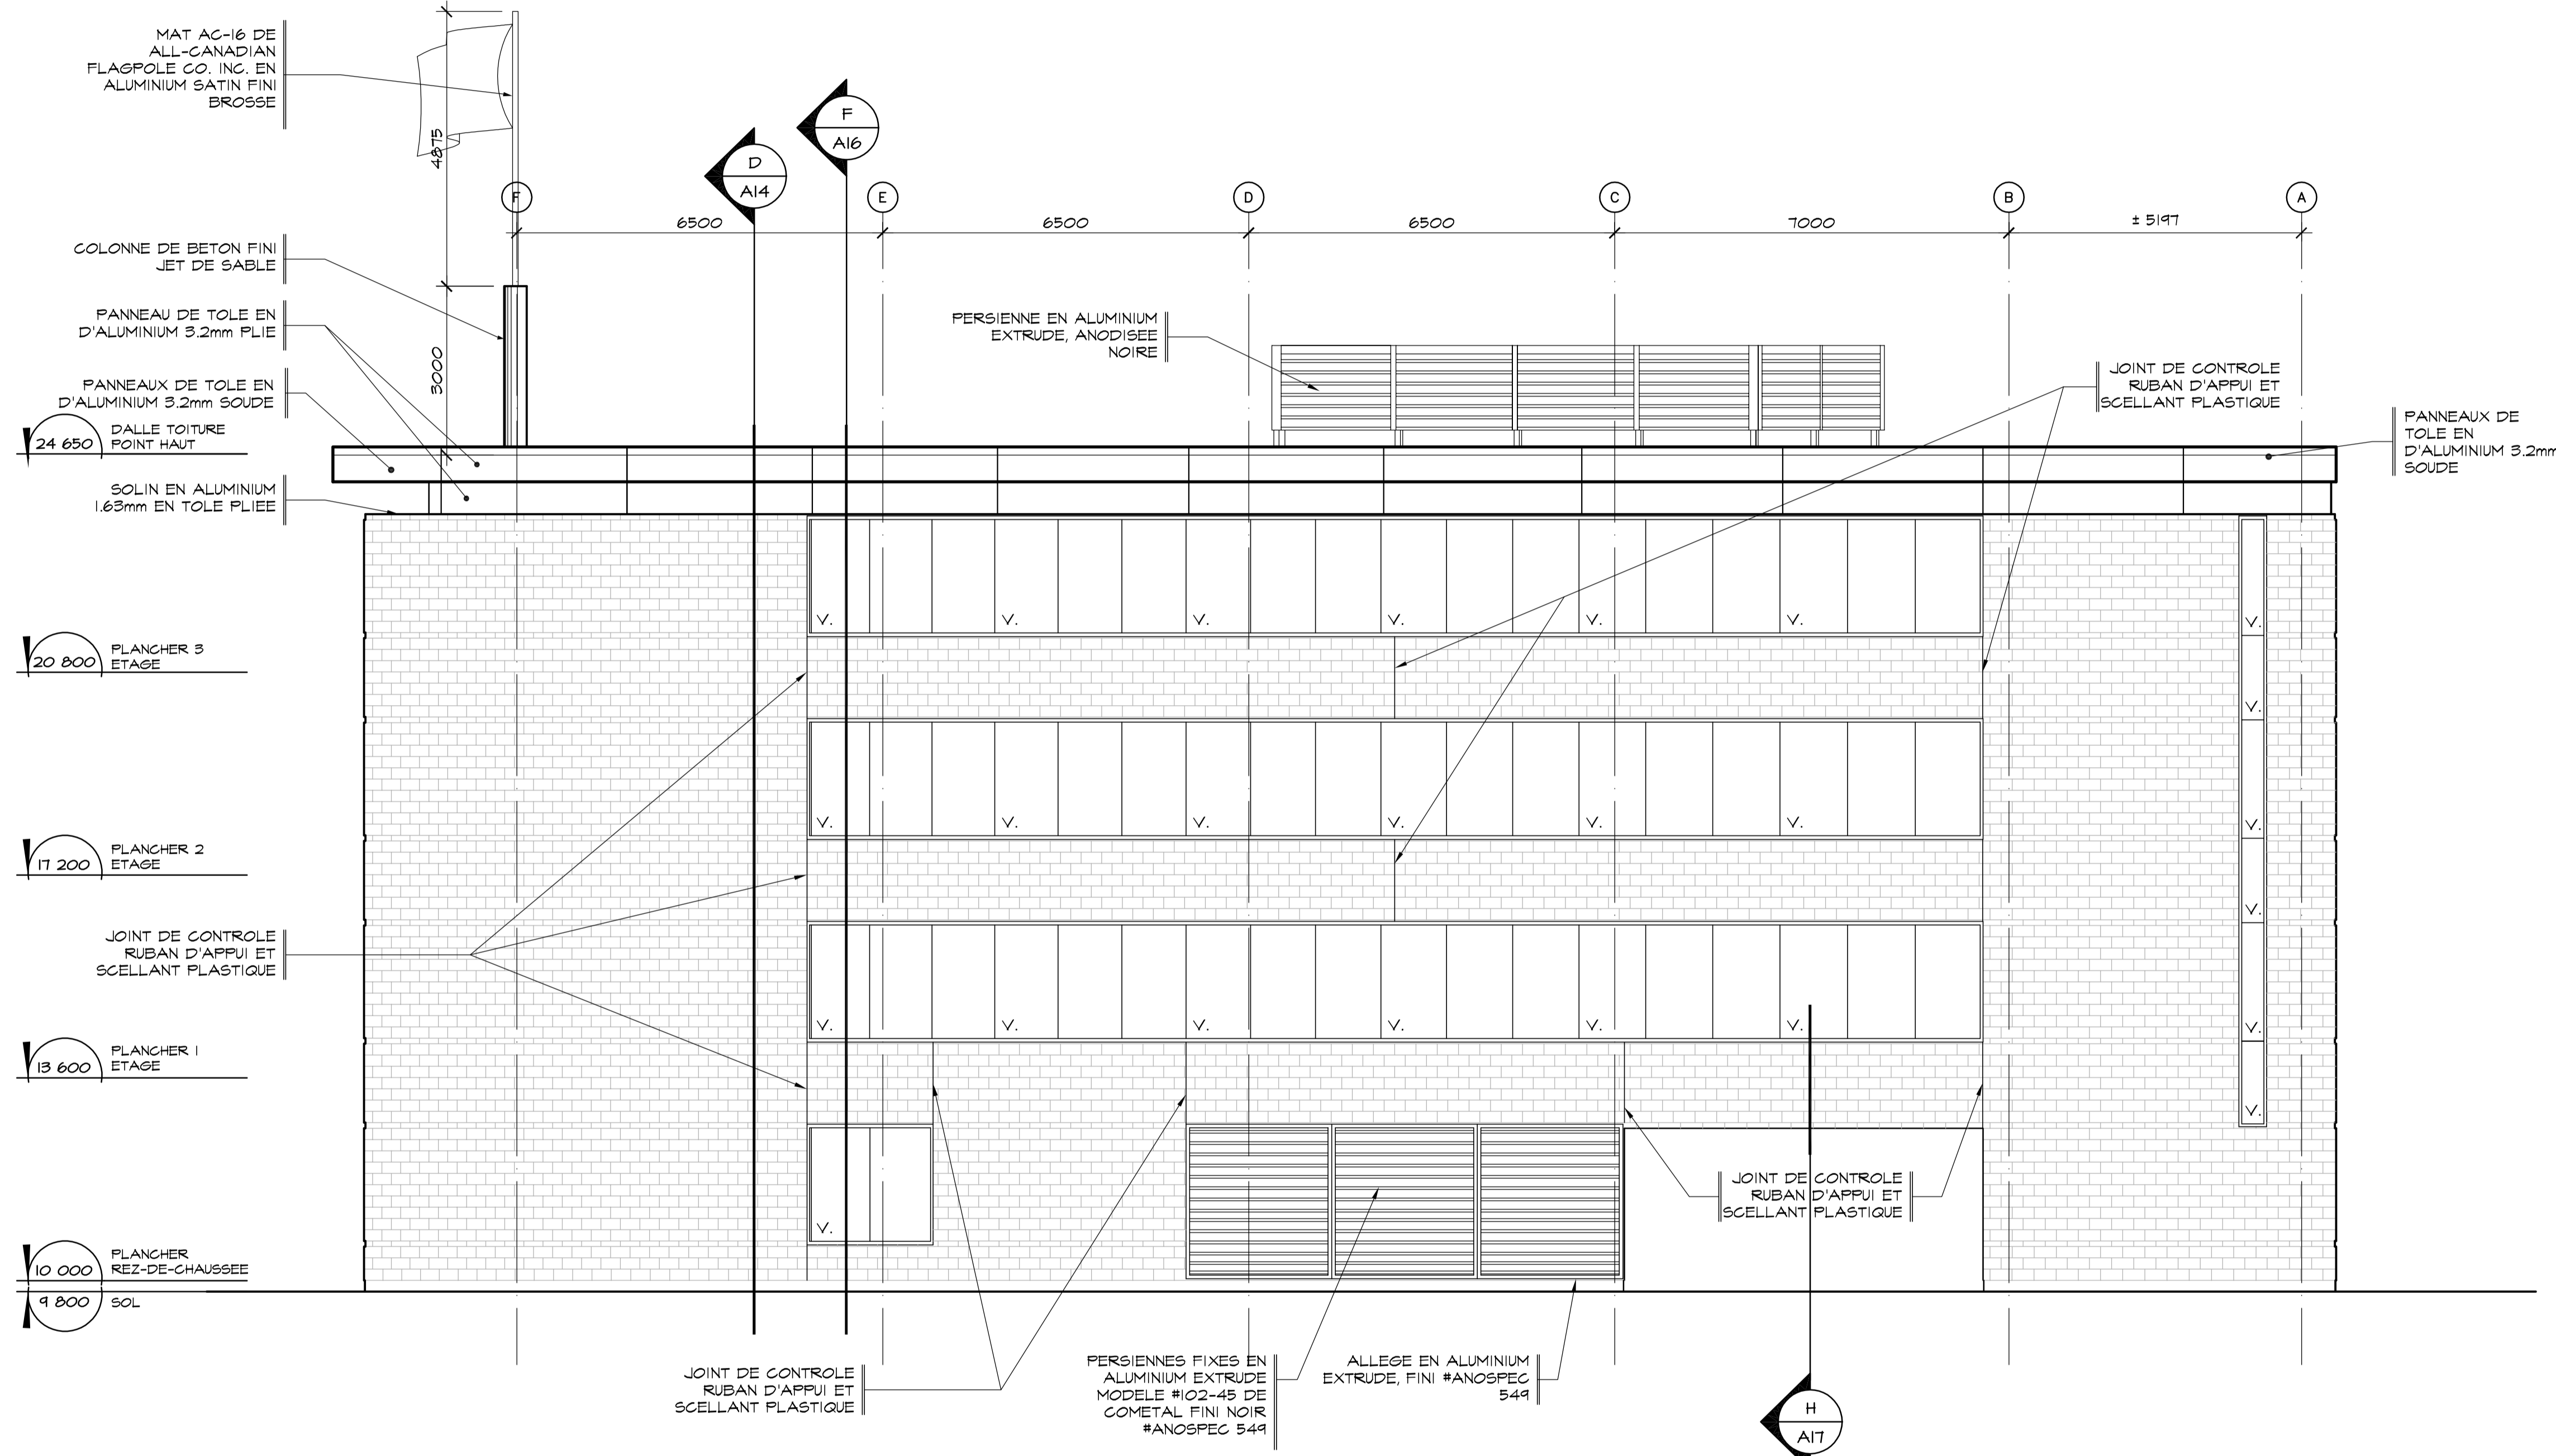 MAT AC-16 DE
ALL-CANADIAN
FLAGPOLE CO. INC. EN
ALUMINIUM SATIN FINI
BROSSE
4875
F
A16
D
A14
F
E
D
C
B
A
6500
6500
6500
7000
± 5197
COLONNE DE BETON FINI
JET DE SABLE
PANNEAU DE TOLE EN
D'ALUMINIUM 3.2mm PLIE
3000
PANNEAUX DE TOLE EN
D'ALUMINIUM 3.2mm SOUDE
PERSIENNE EN ALUMINIUM
EXTRUDE, ANODISEE
NOIRE
JOINT DE CONTROLE
RUBAN D'APPUI ET
SCELLANT PLASTIQUE
PANNEAUX DE
TOLE EN
D'ALUMINIUM 3.2mm
SOUDE
24 650
DALLE TOITURE
POINT HAUT
SOLIN EN ALUMINIUM
1.63mm EN TOLE PLIEE
V.
V.
V.
V.
V.
V.
V.
20 800
PLANCHER 3
ETAGE
V.
V.
V.
V.
V.
V.
V.
V.
17 200
PLANCHER 2
ETAGE
V.
JOINT DE CONTROLE
RUBAN D'APPUI ET
SCELLANT PLASTIQUE
V.
V.
V.
V.
V.
V.
V.
13 600
PLANCHER 1
ETAGE
V.
V.
JOINT DE CONTROLE
RUBAN D'APPUI ET
SCELLANT PLASTIQUE
10 000
PLANCHER
REZ-DE-CHAUSSEE
9 800
SOL
JOINT DE CONTROLE
RUBAN D'APPUI ET
SCELLANT PLASTIQUE
PERSIENNES FIXES EN
ALUMINIUM EXTRUDE
MODELE #102-45 DE
COMETAL FINI NOIR
#ANOSPEC 549
ALLEGE EN ALUMINIUM
EXTRUDE, FINI #ANOSPEC
549
H
A17